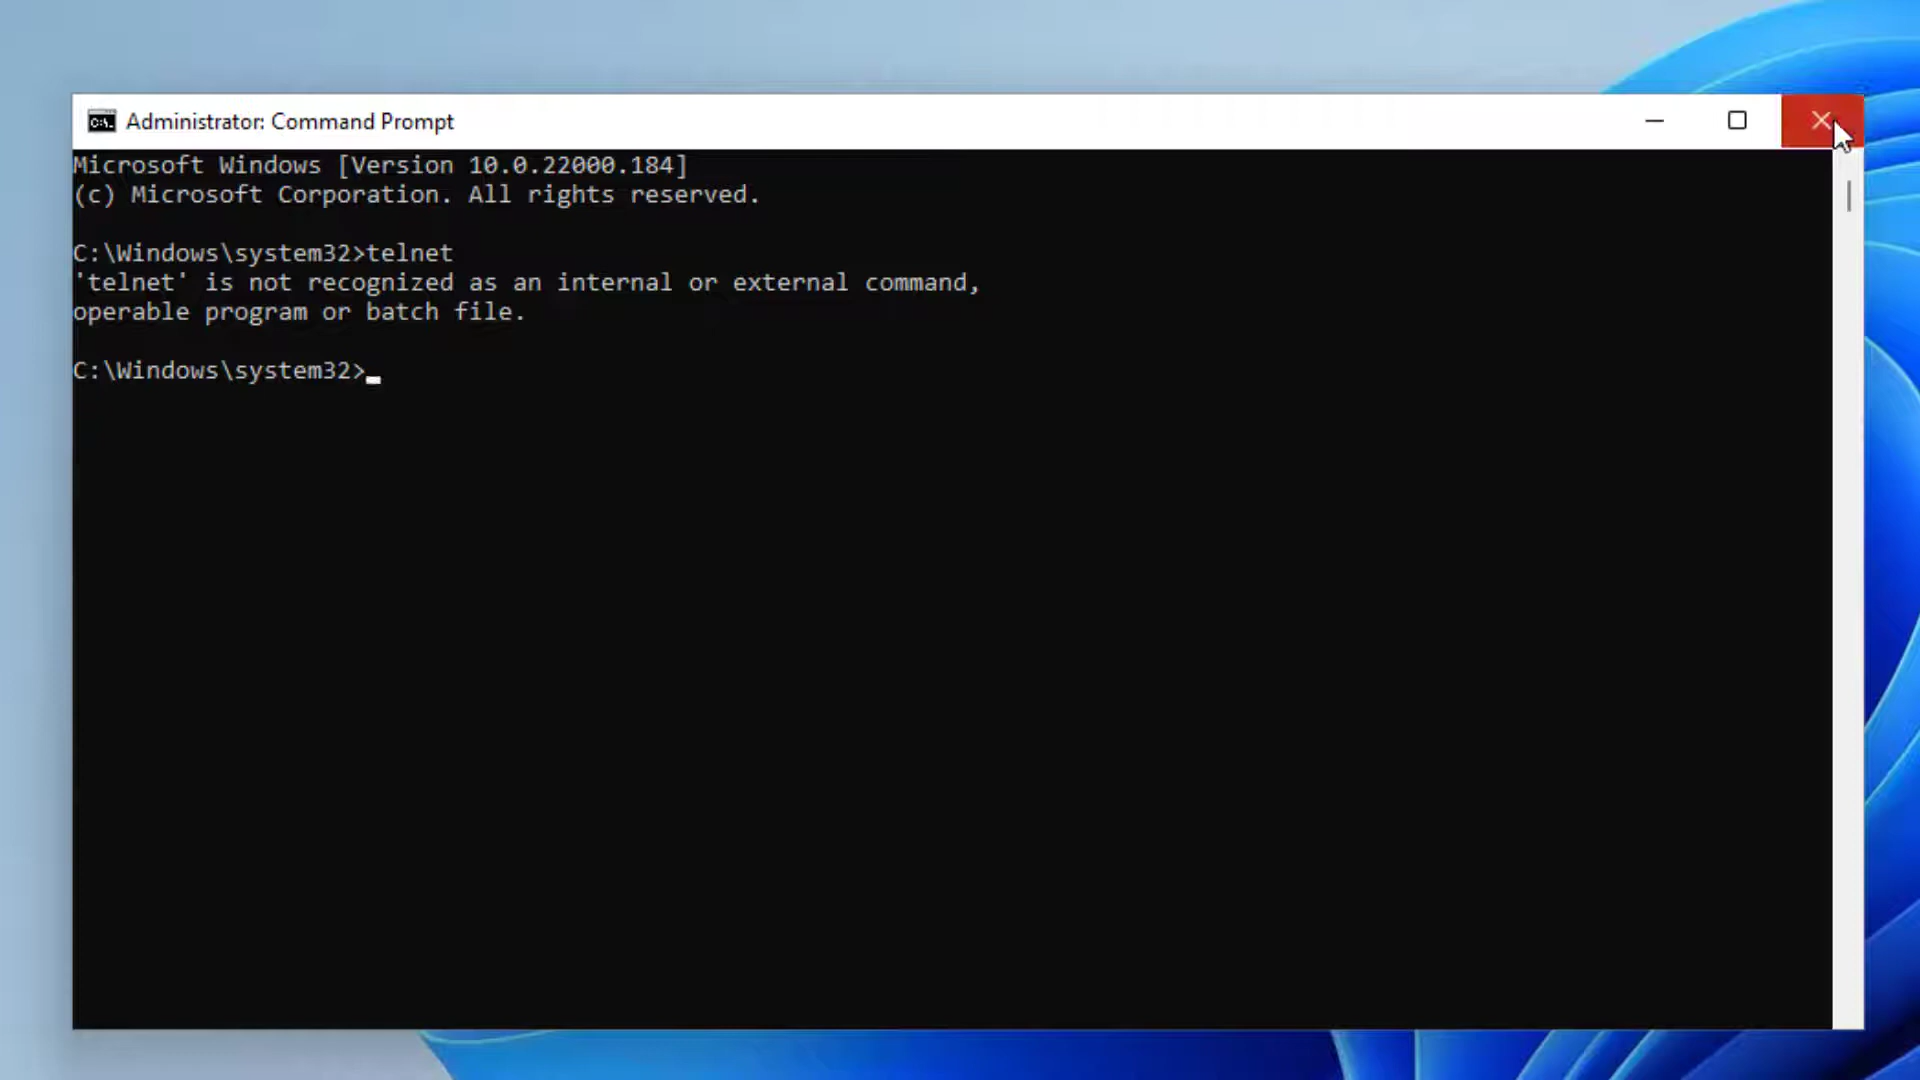 Administrator: Command Prompt
Microsoft Windows [Version 10.0.22000.184]
(c) Microsoft Corporation. All rights reserved.
C:\Windows\system32>telnet
'telnet' is not recognized as an internal or external command,
operable program or batch file.
C:\Windows\system32>